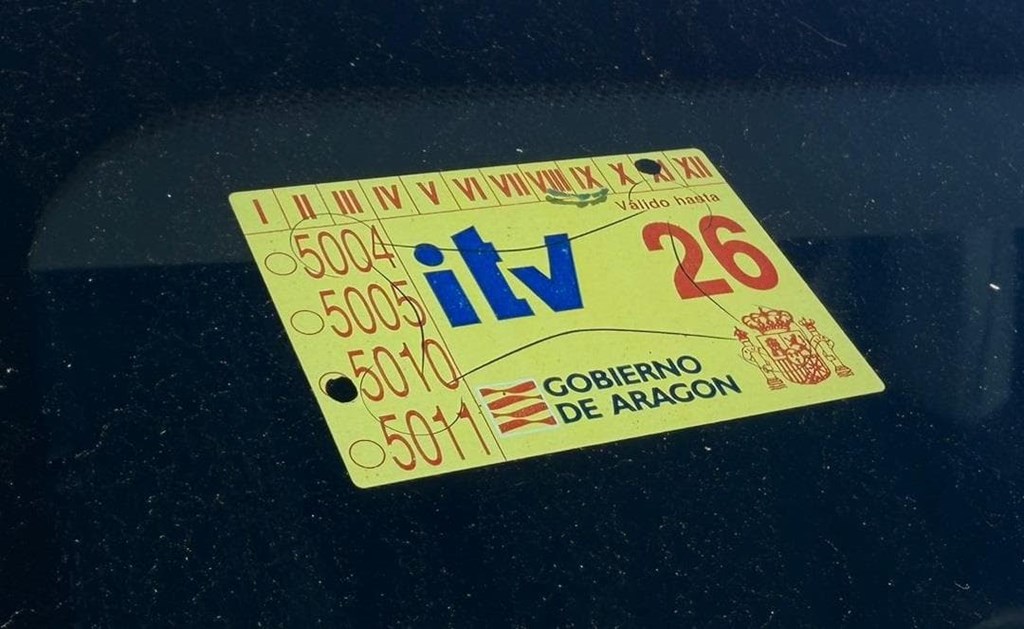 I II III IV V VI VII VIII IX X XI XII
Válido hasta
26
5004
5005
5010
5011
itv
GOBIERNO
DE ARAGON